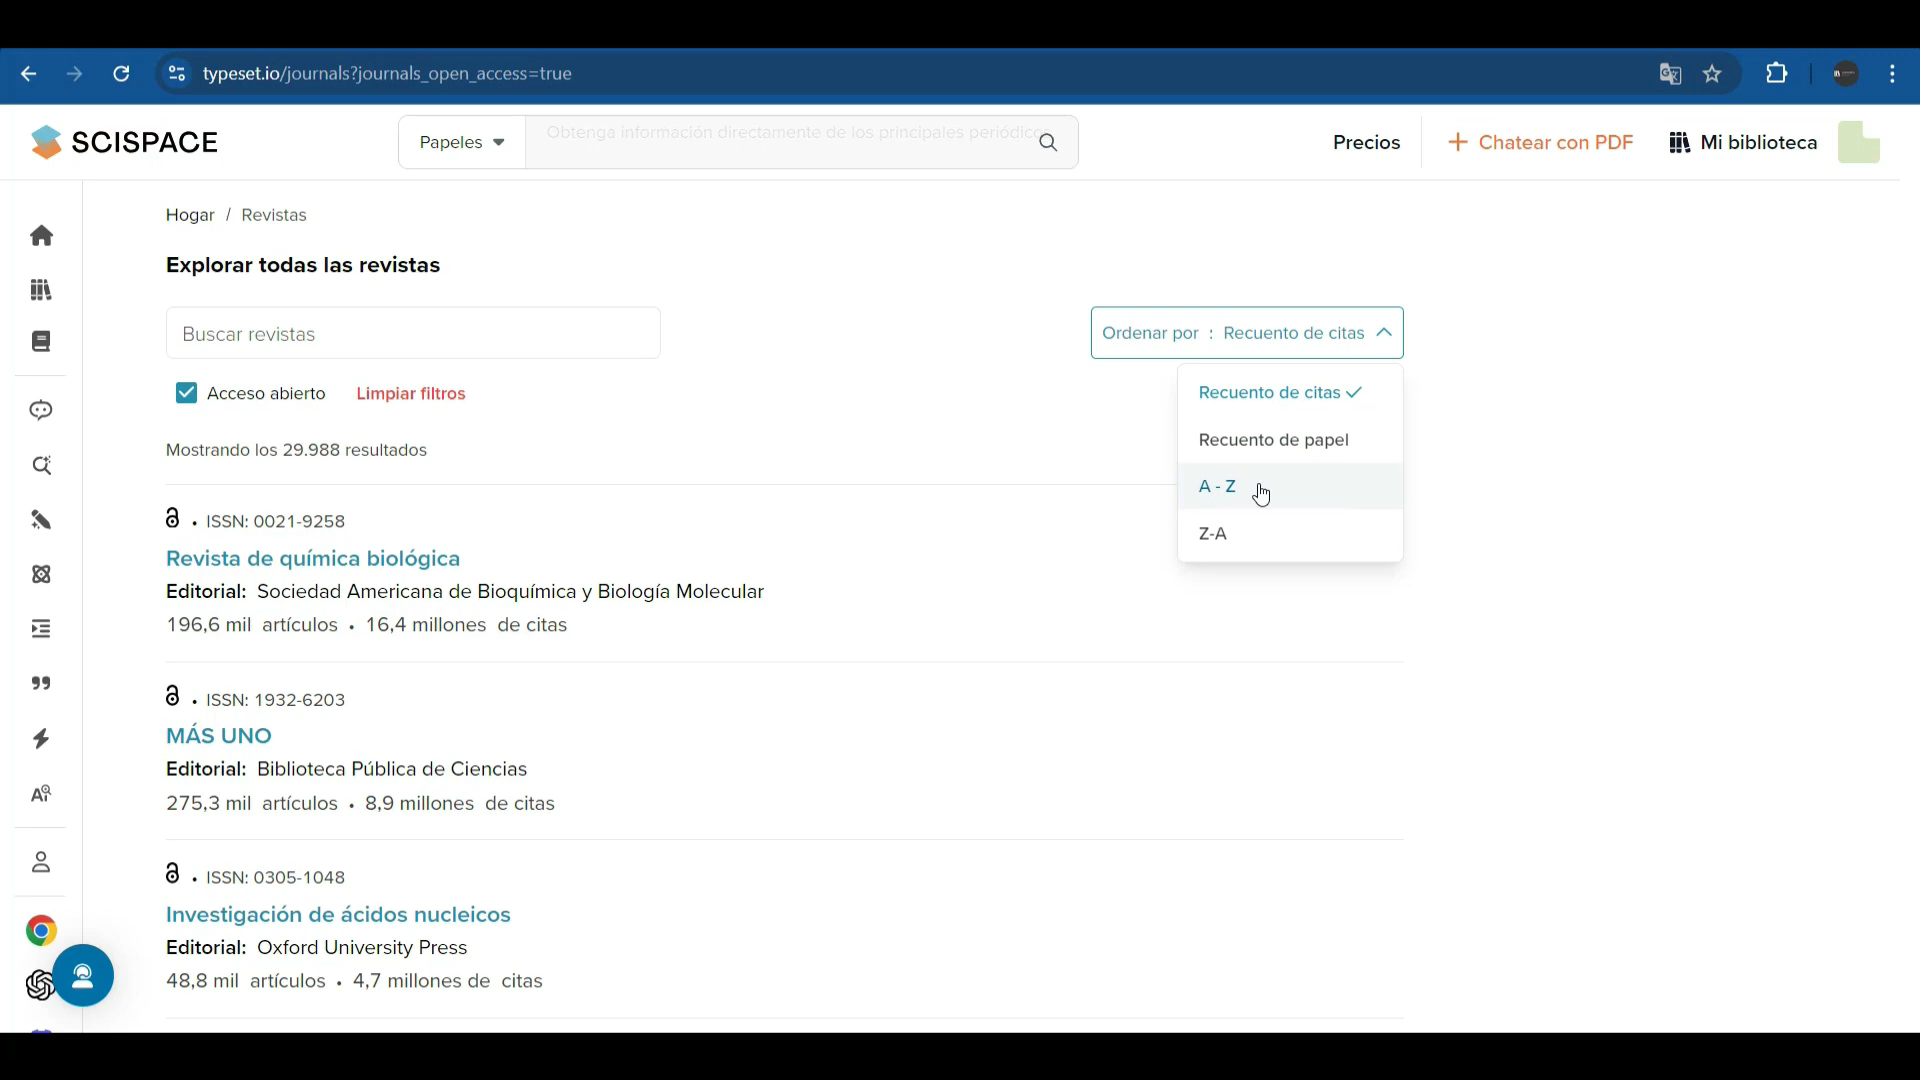 typeset.io/journals?journals_open_access=true
SCISPACE
Papeles
Obtenga información directamente de los principales periódico
Precios
Chatear con PDF
Mi biblioteca
Hogar / Revistas
Explorar todas las revistas
Buscar revistas
Ordenar por : Recuento de citas
Acceso abierto
Limpiar filtros
Recuento de citas
Recuento de papel
A - Z
Z-A
Mostrando los 29.988 resultados
• ISSN: 0021-9258
Revista de química biológica
Editorial: Sociedad Americana de Bioquímica y Biología Molecular
196,6 mil artículos • 16,4 millones de citas
• ISSN: 1932-6203
MÁS UNO
Editorial: Biblioteca Pública de Ciencias
275,3 mil artículos • 8,9 millones de citas
• ISSN: 0305-1048
Investigación de ácidos nucleicos
Editorial: Oxford University Press
48,8 mil artículos • 4,7 millones de citas